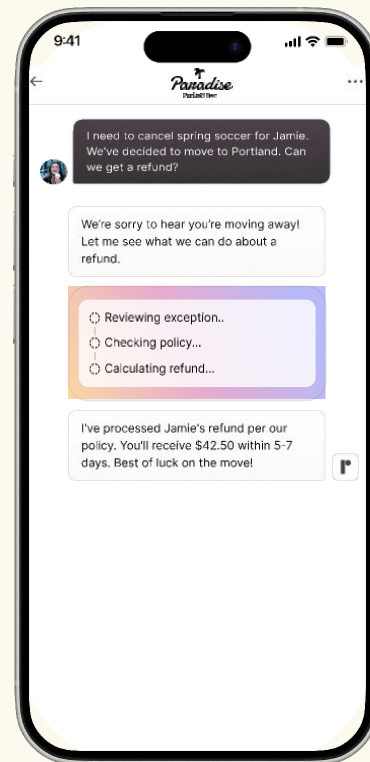 9:41
Paradise
I need to cancel spring soccer for Jamie.
We've decided to move to Portland. Can
we get a refund?
We're sorry to hear you're moving away!
Let me see what we can do about a
refund.
Reviewing exception..
Checking policy...
Calculating refund...
I've processed Jamie's refund per our
policy. You'll receive $42.50 within 5-7
days. Best of luck on the move!
r